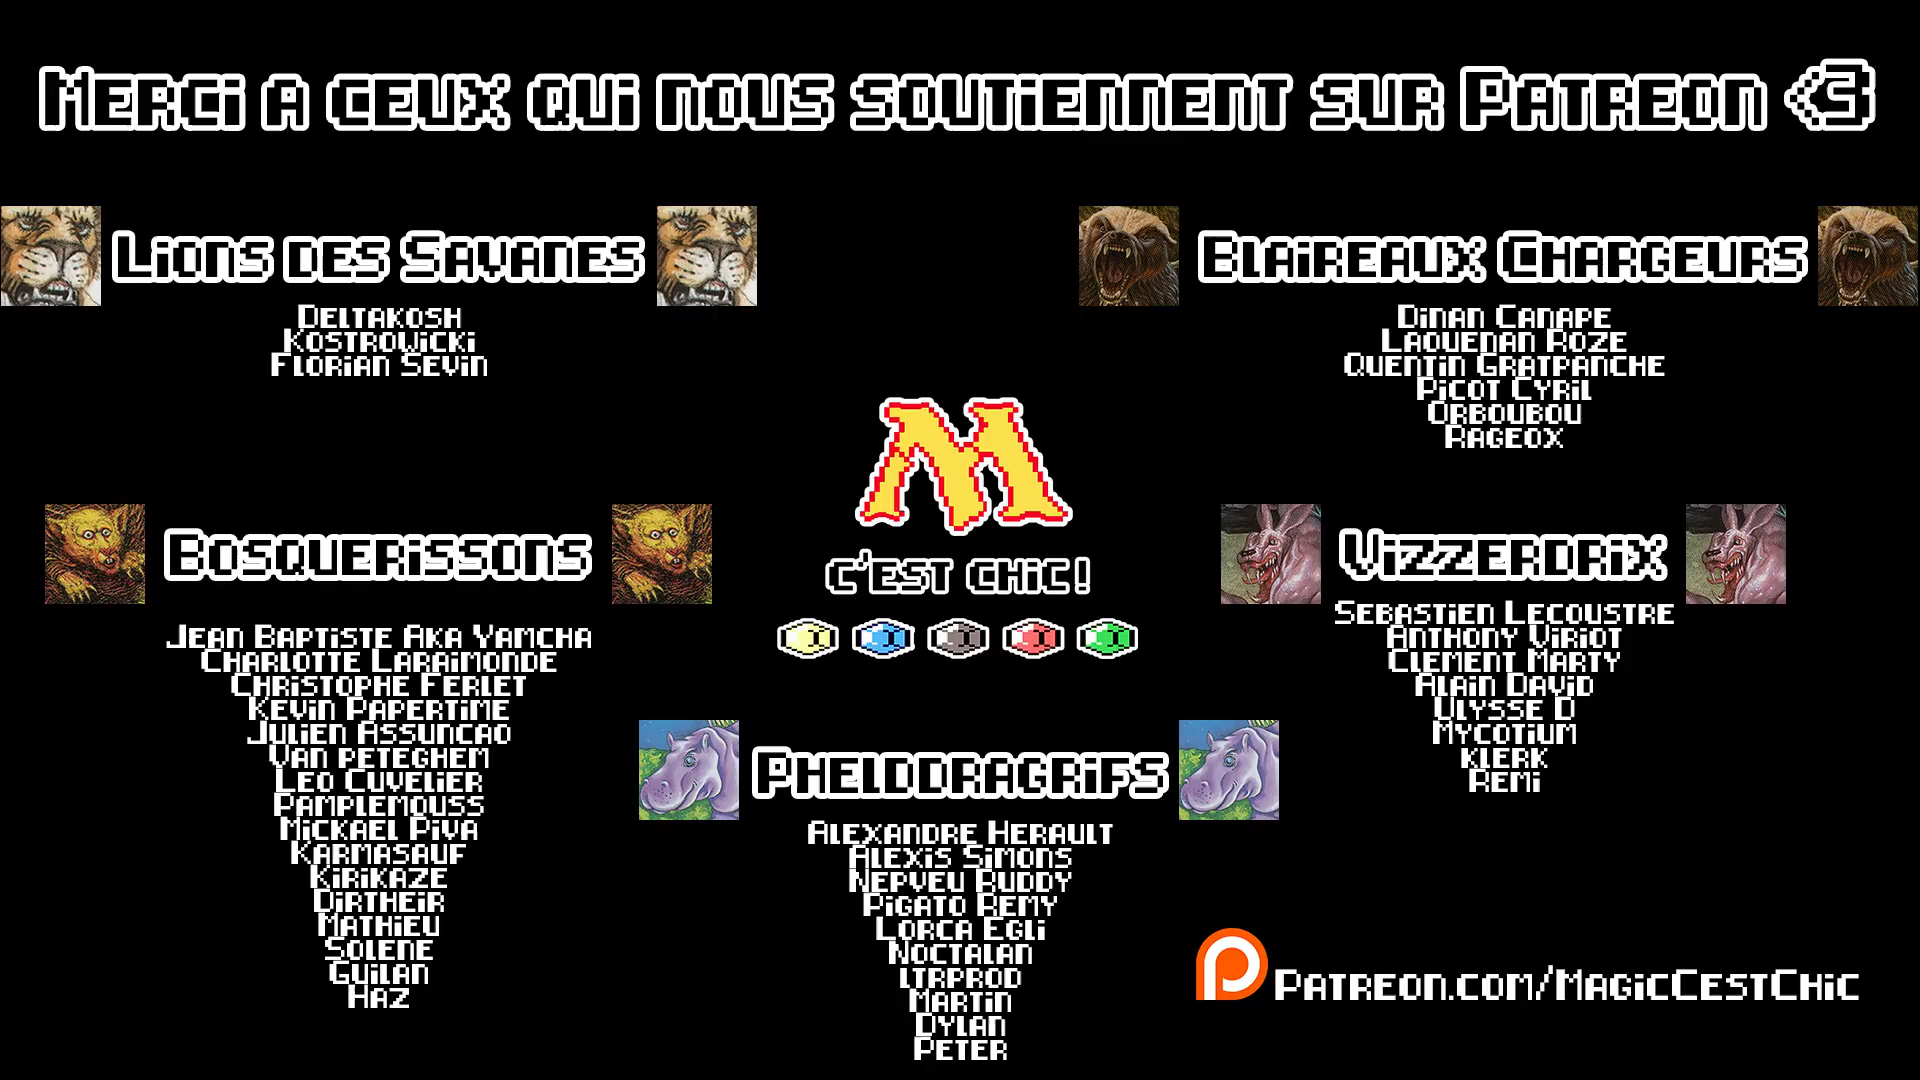 Merci a ceux qui nous soutiennent sur Patreon <3
Lions des Savanes
Deltakosh
Kostrowicki
Florian Sevin
Blaireaux Chargeurs
Dinan Canape
Laouenan Roze
Quentin Gratpanche
Picot Cyril
Orboubou
Rageox
M
c'est chic!
Bosquerissons
Jean Baptiste Aka Yamcha
Charlotte Laraimonde
Christophe Ferlet
Kevin Papertime
Julien Assuncao
Van peteghem
Leo Cuvelier
Pamplemouss
Mickael Piva
Karmasauf
Kirikaze
Dirtheir
Mathieu
Solene
Guilan
Haz
Vizzerdrix
Sebastien Lecoustre
Anthony Viriot
Clement Marty
Alain David
Ulysse D
Mycotium
klerk
Remi
Phelddragrifs
Alexandre Herault
Alexis Simons
Nepveu Ruddy
Pigato Remy
Lorca Egli
Noctalan
ltrprod
Martin
Dylan
Peter
Patreon.com/MagicCestChic